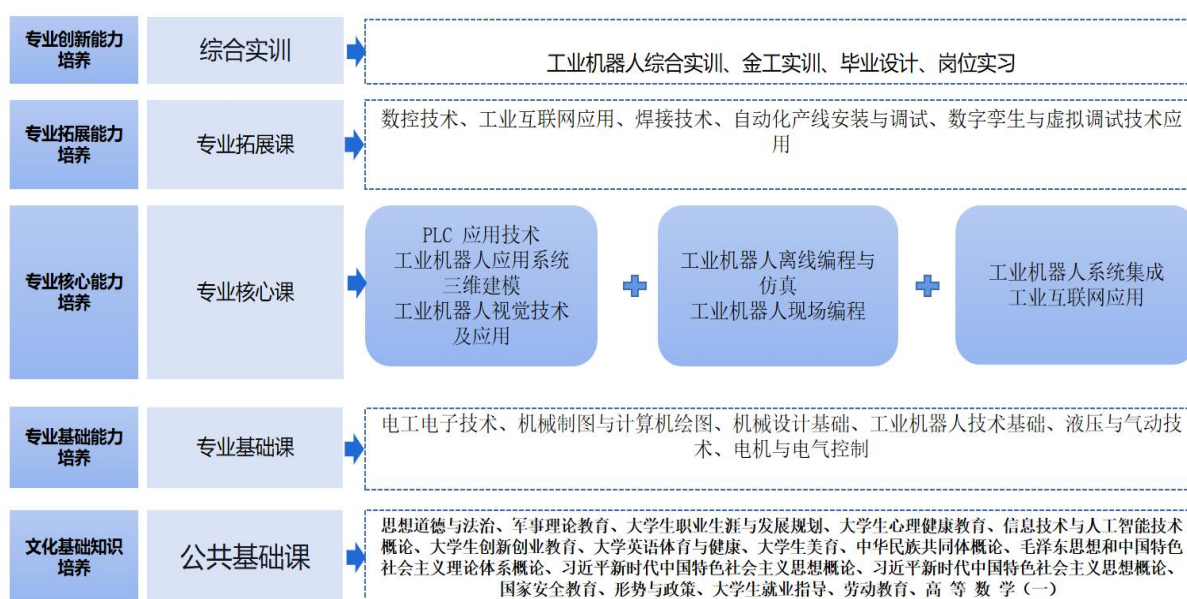 专业创新能力
培养
综合实训
工业机器人综合实训、金工实训、毕业设计、岗位实习
专业拓展能力
培养
专业拓展课
数控技术、工业互联网应用、焊接技术、自动化产线安装与调试、数字孪生与虚拟调试技术应
用
专业核心能力
培养
专业核心课
PLC 应用技术
工业机器人应用系统
三维建模
工业机器人视觉技术
及应用
工业机器人离线编程与
仿真
工业机器人现场编程
工业机器人系统集成
工业互联网应用
专业基础能力
培养
专业基础课
电工电子技术、机械制图与计算机绘图、机械设计基础、工业机器人技术基础、液压与气动技
术、电机与电气控制
文化基础知识
培养
公共基础课
思想道德与法治、军事理论教育、大学生职业生涯与发展规划、大学生心理健康教育、信息技术与人工智能技术
概论、大学生创新创业教育、大学英语体育与健康、大学生美育、中华民族共同体概论、毛泽东思想和中国特色
社会主义理论体系概论、习近平新时代中国特色社会主义思想概论、习近平新时代中国特色社会主义思想概论、
国家安全教育、形势与政策、大学生就业指导、劳动教育、高 等 数 学（一）